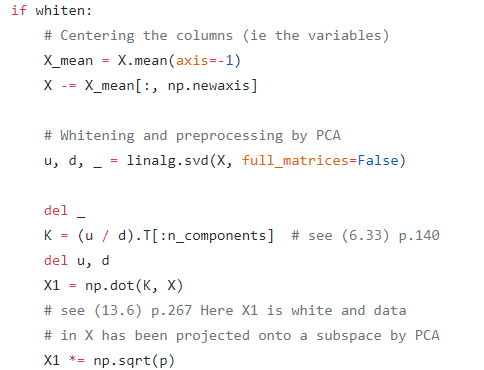 if whiten:
    # Centering the columns (ie the variables)
    X_mean = X.mean(axis=-1)
    X -= X_mean[:, np.newaxis]

    # Whitening and preprocessing by PCA
    u, d, _ = linalg.svd(X, full_matrices=False)

    del _
    K = (u / d).T[:n_components]  # see (6.33) p.140
    del u, d
    X1 = np.dot(K, X)
    # see (13.6) p.267 Here X1 is white and data
    # in X has been projected onto a subspace by PCA
    X1 *= np.sqrt(p)